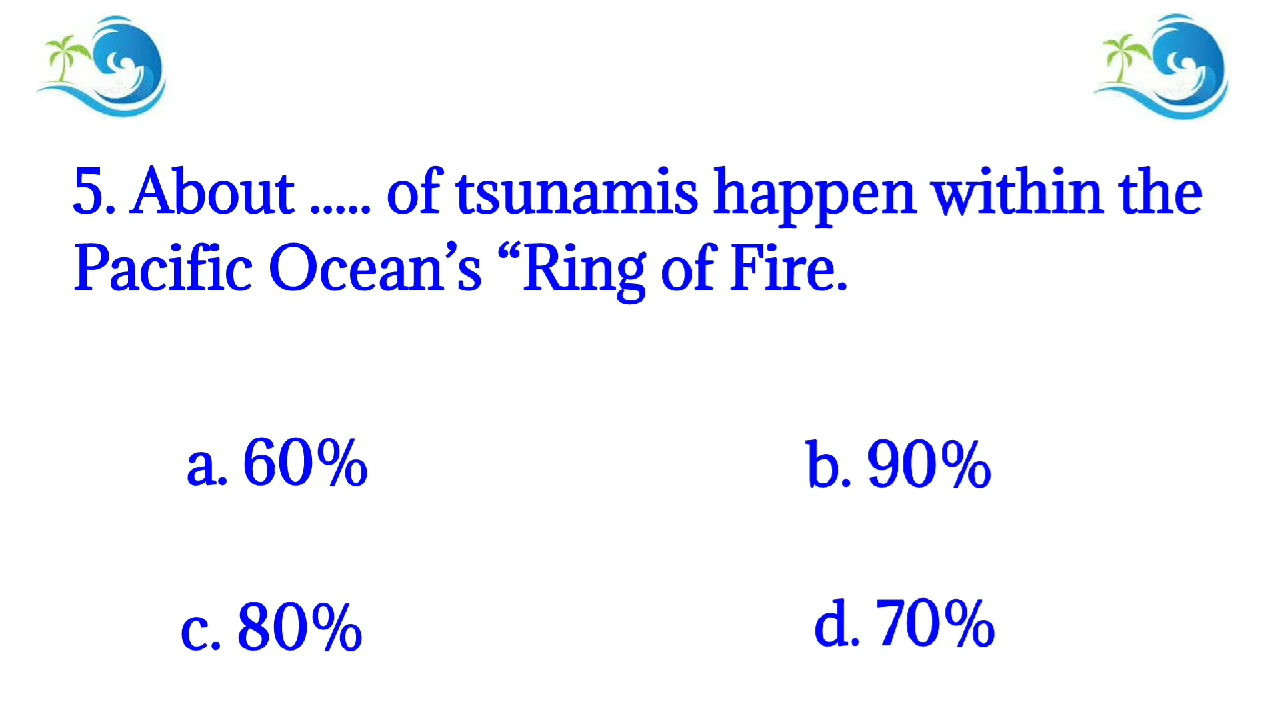 5. About ..... of tsunamis happen within the
Pacific Ocean’s “Ring of Fire.
a. 60%
b. 90%
c. 80%
d. 70%